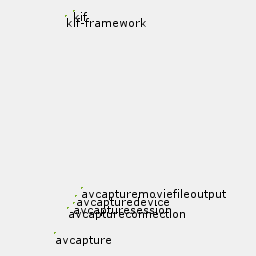 kif
kif-framework
avcapturemoviefileoutput
avcapturedevice
avcapturesession
avcaptureconnection
avcapture